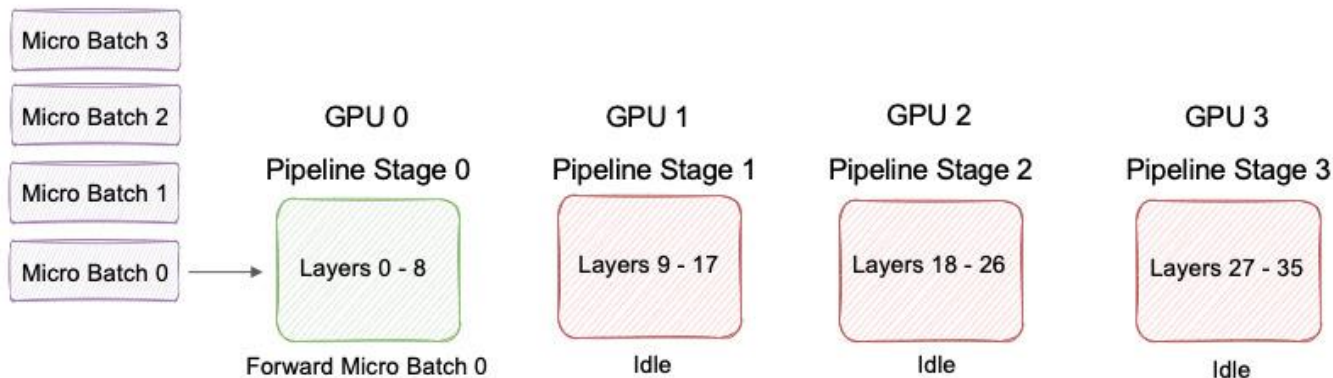 Micro Batch 3
Micro Batch 2
Micro Batch 1
Micro Batch 0
GPU 0
Pipeline Stage 0
Layers 0 - 8
Forward Micro Batch 0
GPU 1
Pipeline Stage 1
Layers 9 - 17
Idle
GPU 2
Pipeline Stage 2
Layers 18 - 26
Idle
GPU 3
Pipeline Stage 3
Layers 27 - 35
Idle